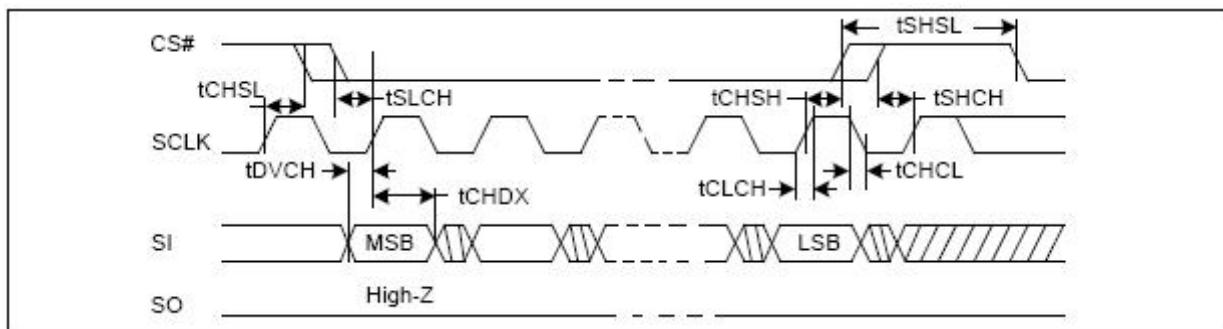 CS#
tSHSL
tCHSL
tSLCH
tCHSH
tSHCH
SCLK
tDVCH
tCHDX
tCLCH
tCHCL
SI
MSB
LSB
High-Z
SO